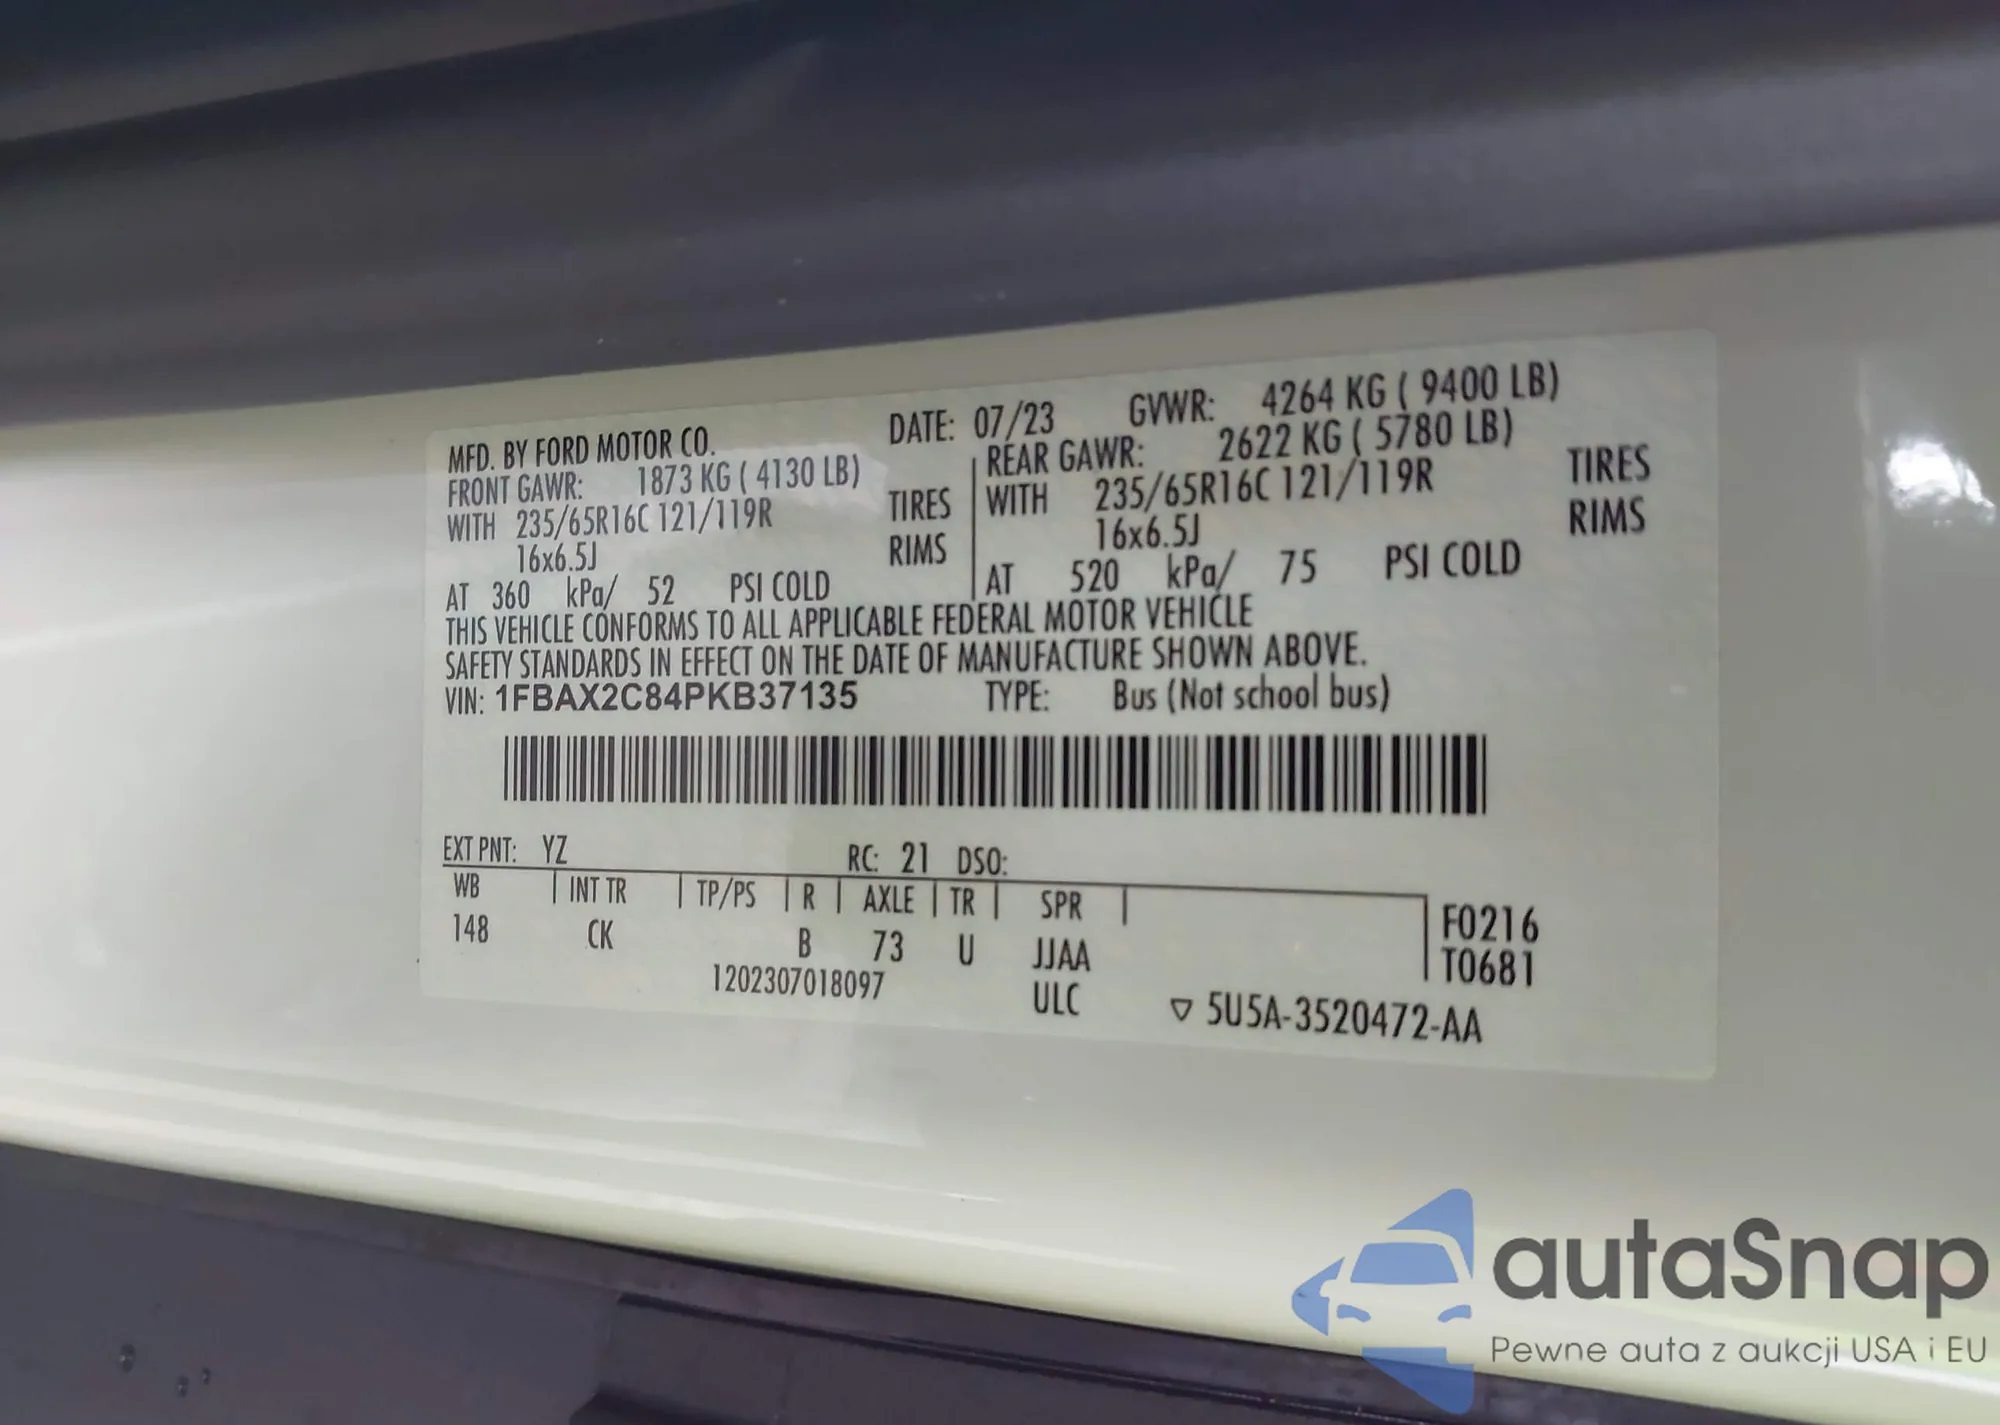 MFD. BY FORD MOTOR CO. DATE: 07/23 GVWR: 4264 KG ( 9400 LB)
FRONT GAWR: 1873 KG ( 4130 LB) REAR GAWR: 2622 KG ( 5780 LB)
WITH 235/65R16C 121/119R TIRES WITH 235/65R16C 121/119R TIRES
16x6.5J RIMS 16x6.5J RIMS
AT 360 kPa/ 52 PSI COLD AT 520 kPa/ 75 PSI COLD
THIS VEHICLE CONFORMS TO ALL APPLICABLE FEDERAL MOTOR VEHICLE
SAFETY STANDARDS IN EFFECT ON THE DATE OF MANUFACTURE SHOWN ABOVE.
VIN: 1FBAX2C84PKB37135 TYPE: Bus (Not school bus)
EXT PNT: YZ RC: 21 DSO:
WB | INT TR | TP/PS | R | AXLE | TR | SPR |
148 CK B 73 U JJAA
F0216
T0681
1202307018097 ULC ▽ 5U5A-3520472-AA
autaSnap
Pewne auta z aukcji USA i EU